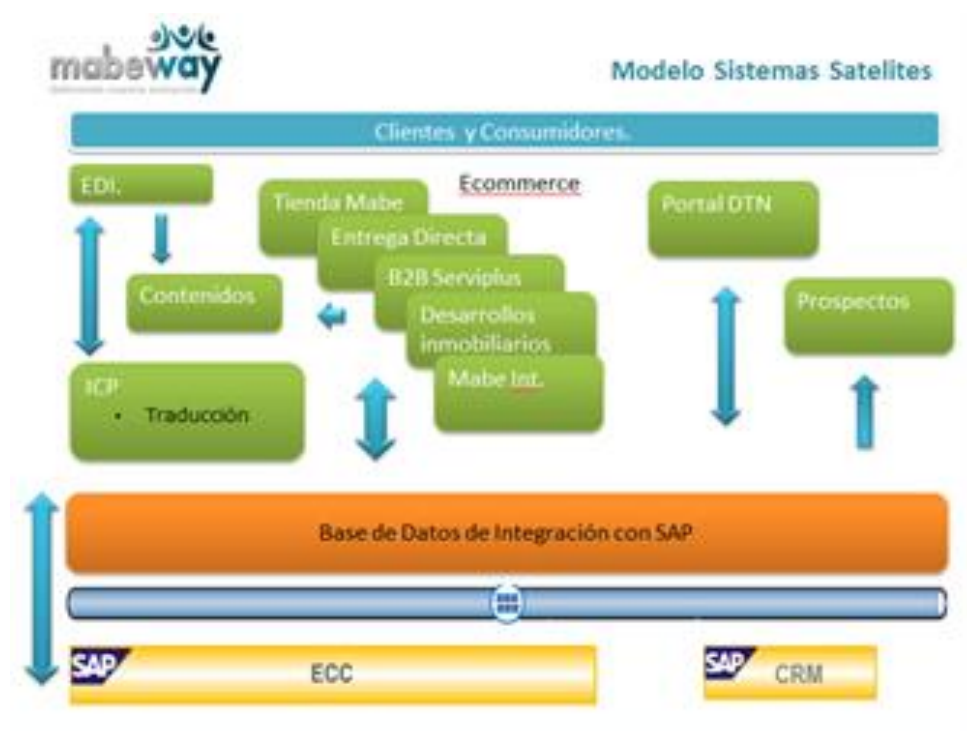 mabeway
Modelo Sistemas Satelites
Clientes y Consumidores.
EDI.
Ecommerce
Tienda Mabe
Entrega Directa
B2B Serviplus
Desarrollos
inmobiliarios
Mabe Int.
Portal DTN
Contenidos
Prospectos
ICP
• Traducción
Base de Datos de Integración con SAP
SAP
ECC
SAP
CRM